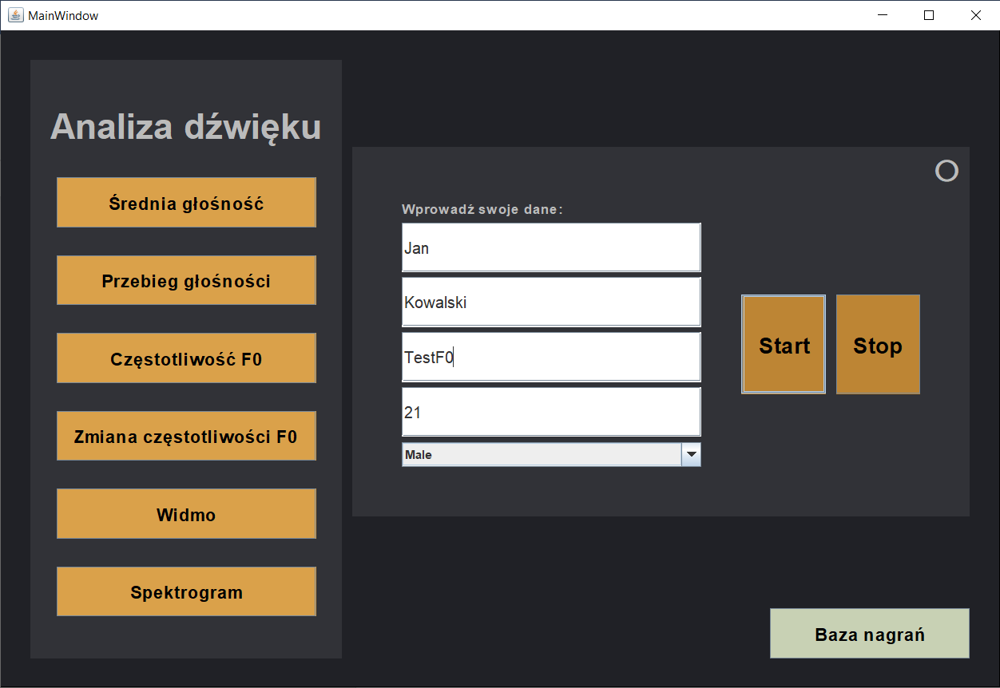 MainWindow
Analiza dźwięku
Średnia głośność
Przebieg głośności
Częstotliwość F0
Zmiana częstotliwości F0
Widmo
Spektrogram
Wprowadź swoje dane:
Jan
Kowalski
TestF0
21
Male
Start
Stop
Baza nagrań